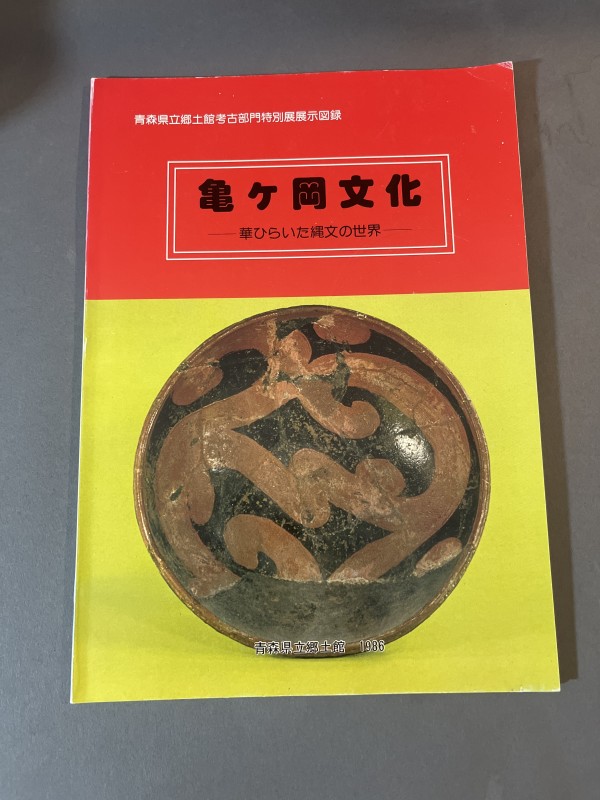 青森県立郷土館考古部門特別展展示図録
亀ヶ岡文化
―華ひらいた縄文の世界―
青森県立郷土館 1986